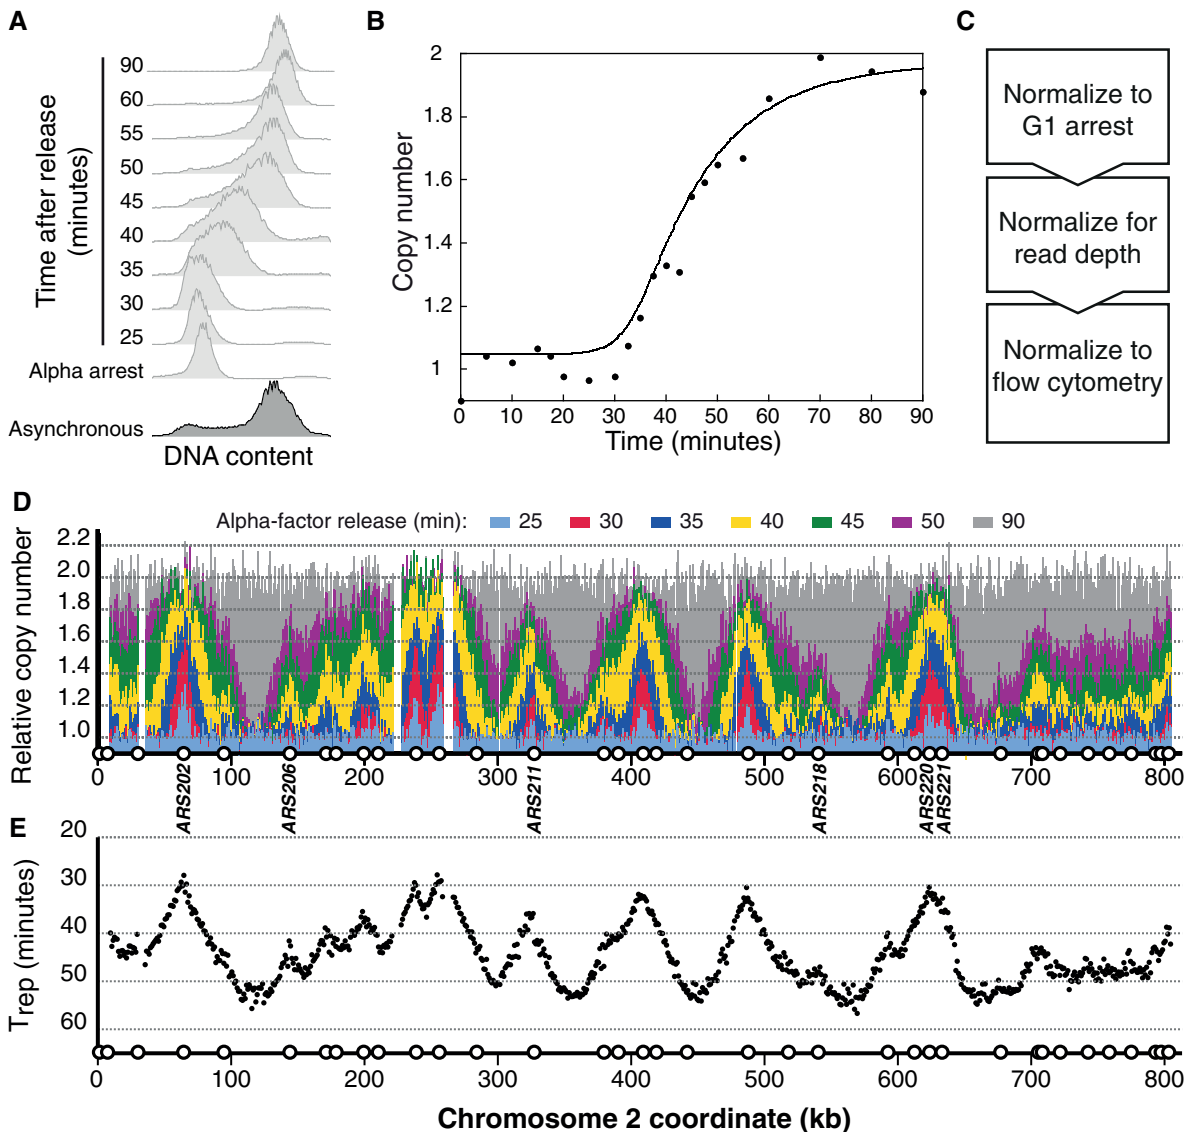 A
Time after release
(minutes)
90
60
55
50
45
40
35
30
25
Alpha arrest
Asynchronous
DNA content
B
Copy number
2
1.8
1.6
1.4
1.2
1
0
10
20
30
40
50
60
70
80
90
Time (minutes)
C
Normalize to
G1 arrest
Normalize for
read depth
Normalize to
flow cytometry
D
Alpha-factor release (min):
25
30
35
40
45
50
90
Relative copy number
2.2
2.0
1.8
1.6
1.4
1.2
1.0
0
100
200
300
400
500
600
700
800
ARS202
ARS206
ARS211
ARS218
ARS220
ARS221
E
Trep (minutes)
20
30
40
50
60
0
100
200
300
400
500
600
700
800
Chromosome 2 coordinate (kb)